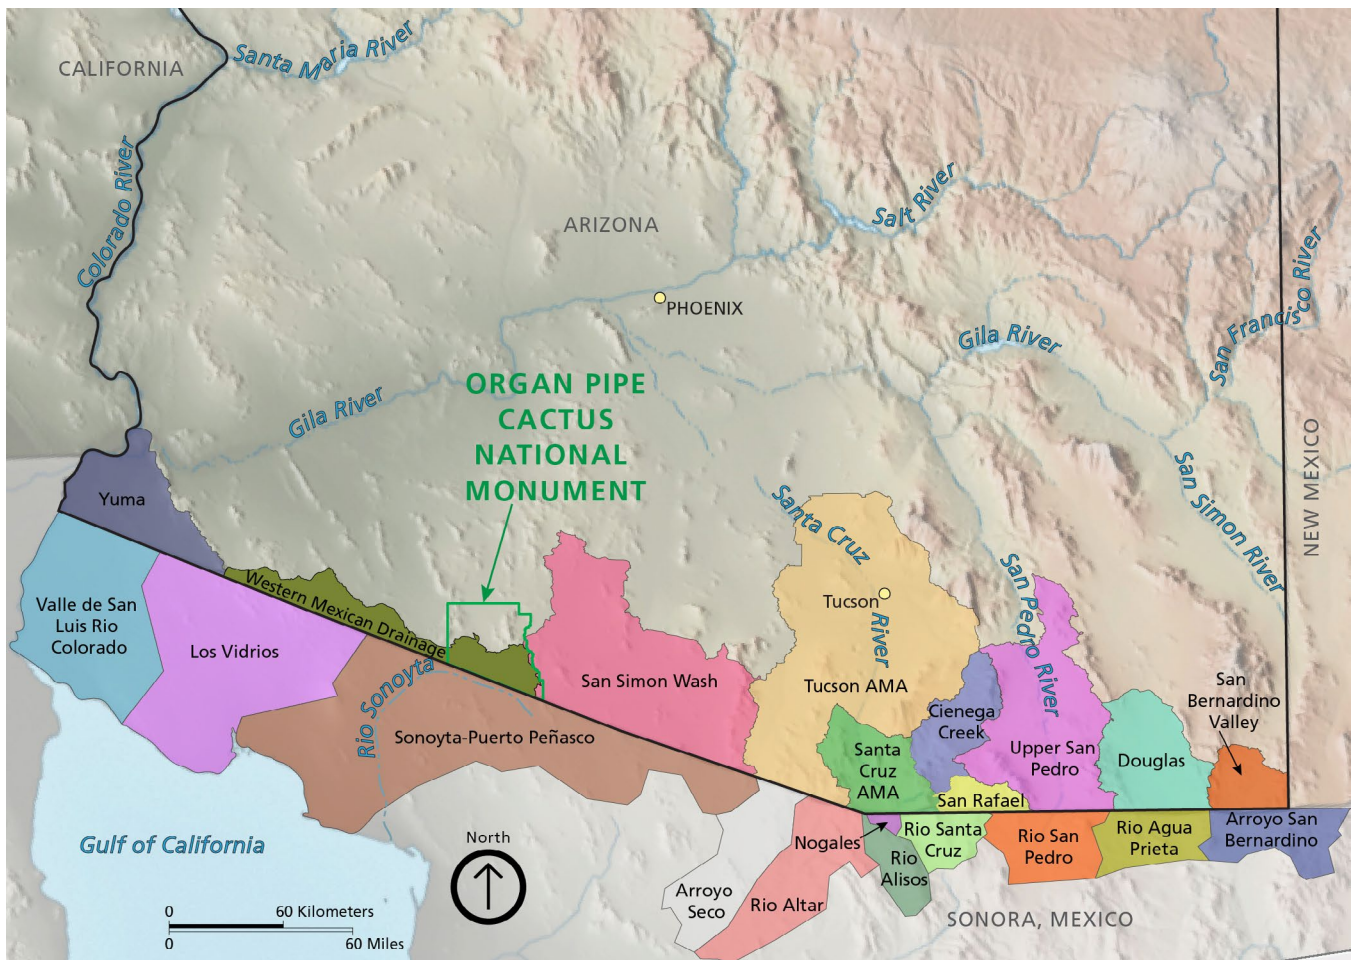 CALIFORNIA
Santa Maria River
Colorado River
ARIZONA
Salt River
PHOENIX
Gila River
San Francisco River
Gila River
ORGAN PIPE
CACTUS
NATIONAL
MONUMENT
NEW MEXICO
San Simon River
Yuma
Santa Cruz
River
San Pedro River
Tucson
Western Mexican Drainage
Valle de San
Luis Rio
Colorado
Los Vidrios
San Simon Wash
Tucson AMA
San
Bernardino
Valley
Cienega
Creek
Rio Sonoyta
Sonoyta-Puerto Peñasco
Santa
Cruz
AMA
Upper San
Pedro
Douglas
San Rafael
Gulf of California
North
Nogales
Rio Santa
Cruz
Rio San
Pedro
Rio Agua
Prieta
Arroyo San
Bernardino
Rio
Alisos
Arroyo
Seco
Rio Altar
SONORA, MEXICO
0
60 Kilometers
0
60 Miles